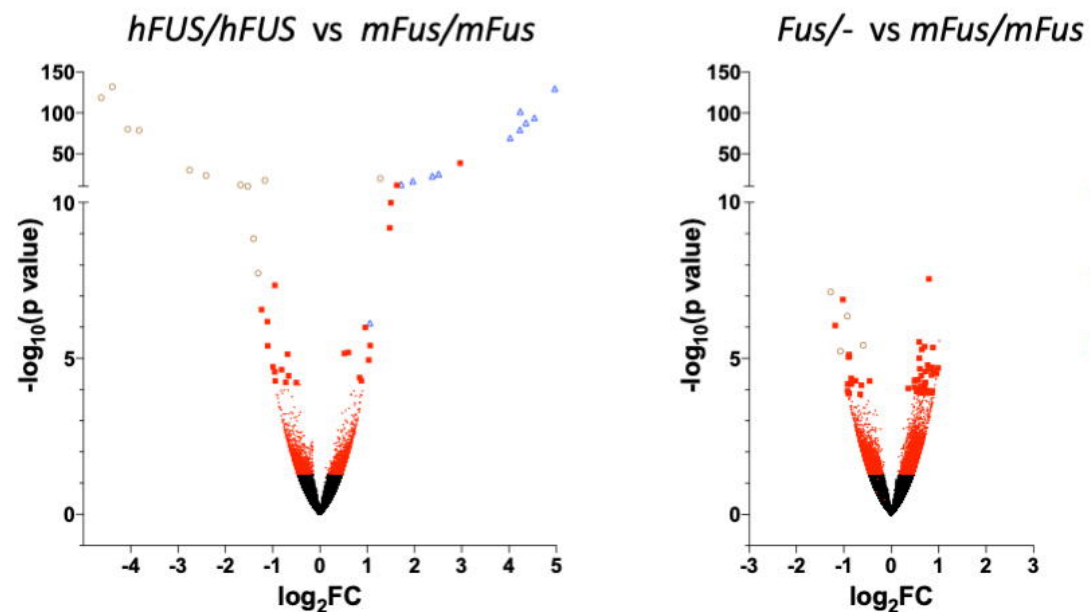 hFUS/hFUS vs mFus/mFus
150
100
50
10
5
0
-log10(p value)
-4 -3 -2 -1 0 1 2 3 4 5
log2FC
Fus/- vs mFus/mFus
150
100
50
10
5
0
-log10(p value)
-3 -2 -1 0 1 2 3
log2FC